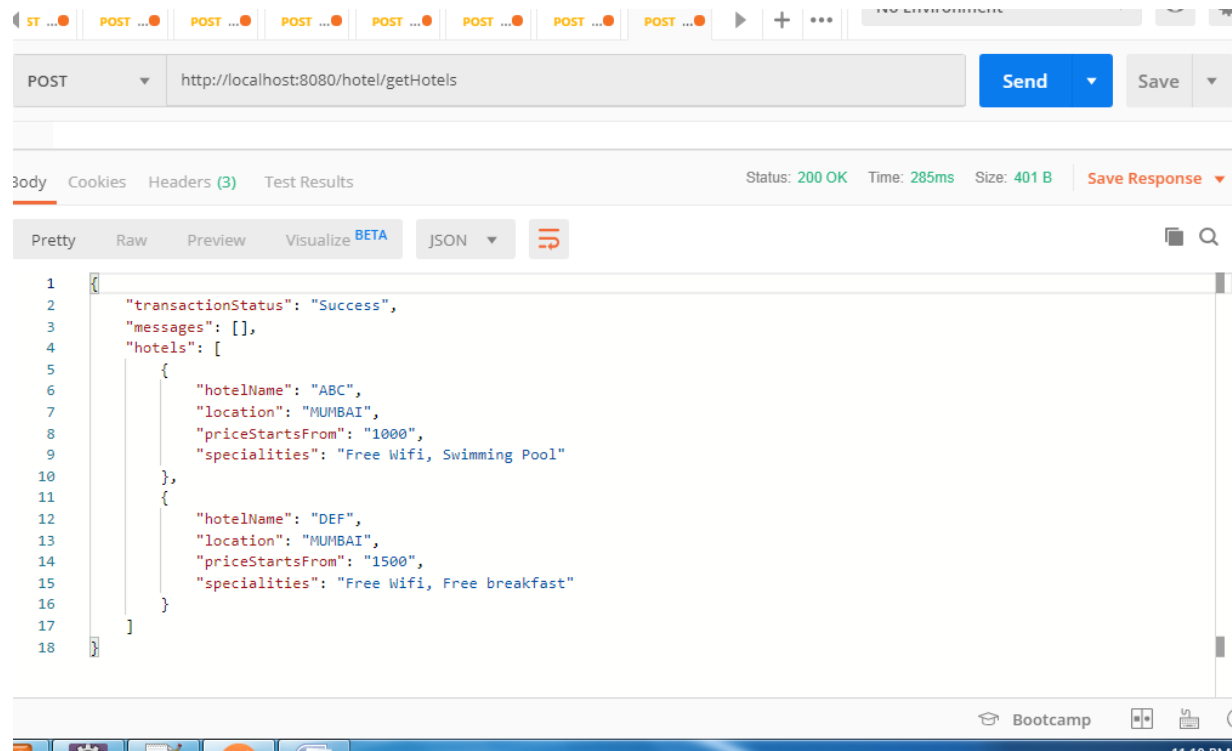 ST ...
POST ...
POST ...
POST ...
POST ...
POST ...
POST ...
POST ...
+
•••
No Environment
POST
http://localhost:8080/hotel/getHotels
Send
Save
Body Cookies Headers (3) Test Results
Status: 200 OK Time: 285ms Size: 401 B Save Response
Pretty Raw Preview Visualize BETA JSON
1 {
2 "transactionStatus": "Success",
3 "messages": [],
4 "hotels": [
5 {
6 "hotelName": "ABC",
7 "location": "MUMBAI",
8 "priceStartsFrom": "1000",
9 "specialities": "Free Wifi, Swimming Pool"
10 },
11 {
12 "hotelName": "DEF",
13 "location": "MUMBAI",
14 "priceStartsFrom": "1500",
15 "specialities": "Free Wifi, Free breakfast"
16 }
17 ]
18 }
Bootcamp